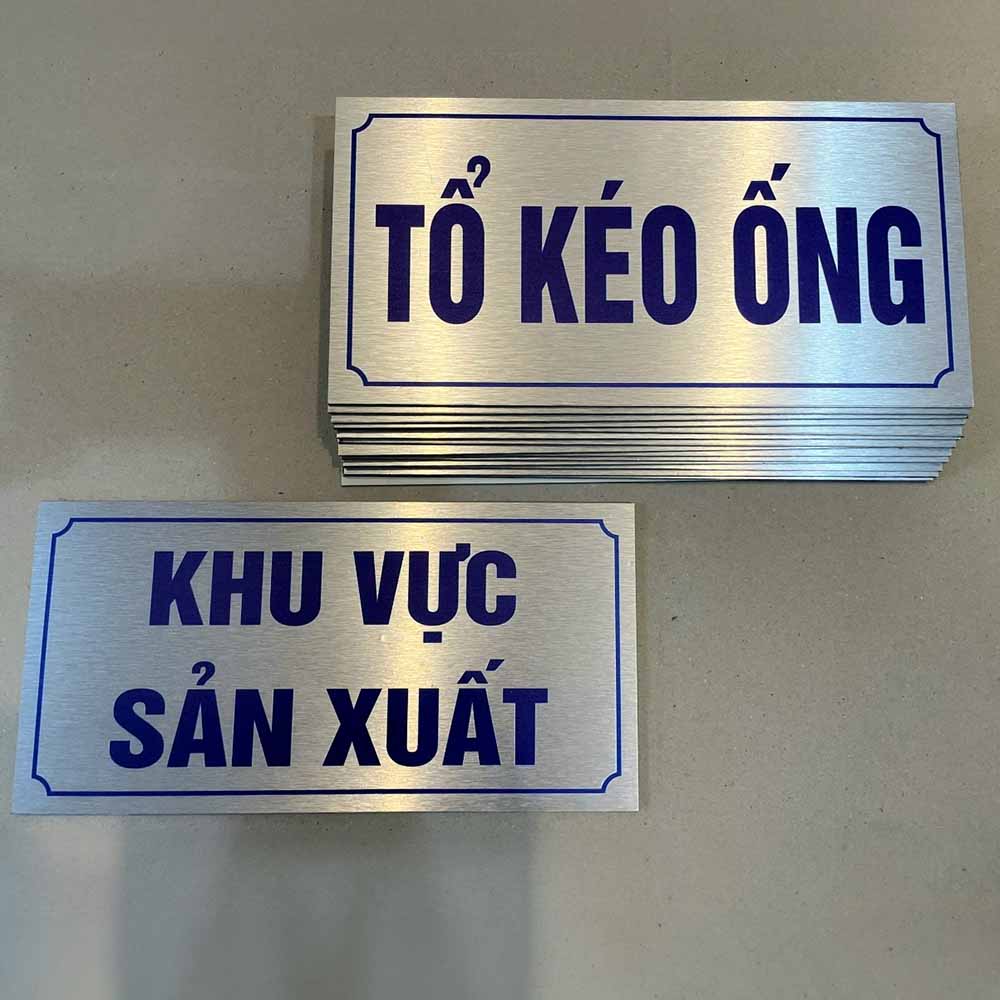 TỔ KÉO ỐNG
KHU VỰC
SẢN XUẤT